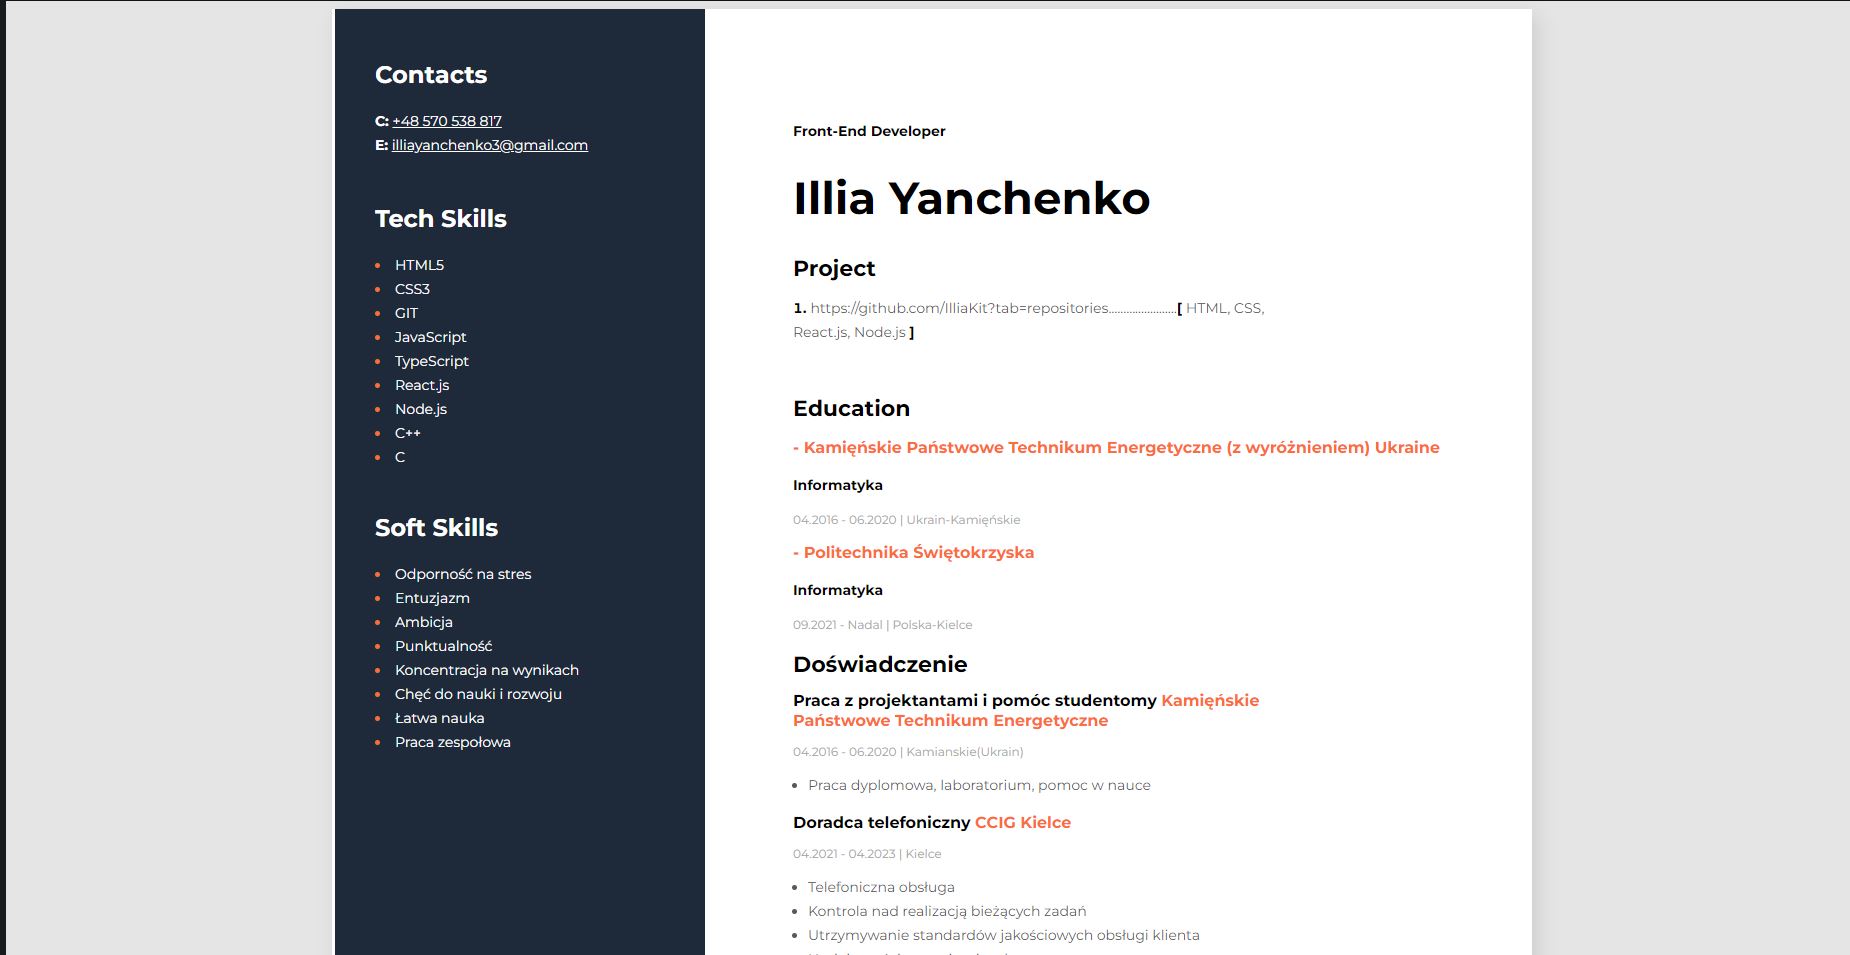 Contacts
C: +48 570 538 817
E: illiayanchenko3@gmail.com
Tech Skills
HTML5
CSS3
GIT
JavaScript
TypeScript
React.js
Node.js
C++
C
Soft Skills
Odporność na stres
Entuzjazm
Ambicja
Punktualność
Koncentracja na wynikach
Chęć do nauki i rozwoju
Łatwa nauka
Praca zespołowa
Front-End Developer
Illia Yanchenko
Project
1. https://github.com/IlliaKit?tab=repositories.......................[ HTML, CSS,
React.js, Node.js ]
Education
- Kamięńskie Państwowe Technikum Energetyczne (z wyróżnieniem) Ukraine
Informatyka
04.2016 - 06.2020 | Ukrain-Kamięńskie
- Politechnika Świętokrzyska
Informatyka
09.2021 - Nadal | Polska-Kielce
Doświadczenie
Praca z projektantami i pomóc studentomy Kamięńskie
Państwowe Technikum Energetyczne
04.2016 - 06.2020 | Kamianskie(Ukrain)
Praca dyplomowa, laboratorium, pomoc w nauce
Doradca telefoniczny CCIG Kielce
04.2021 - 04.2023 | Kielce
Telefoniczna obsługa
Kontrola nad realizacją bieżących zadań
Utrzymywanie standardów jakościowych obsługi klienta